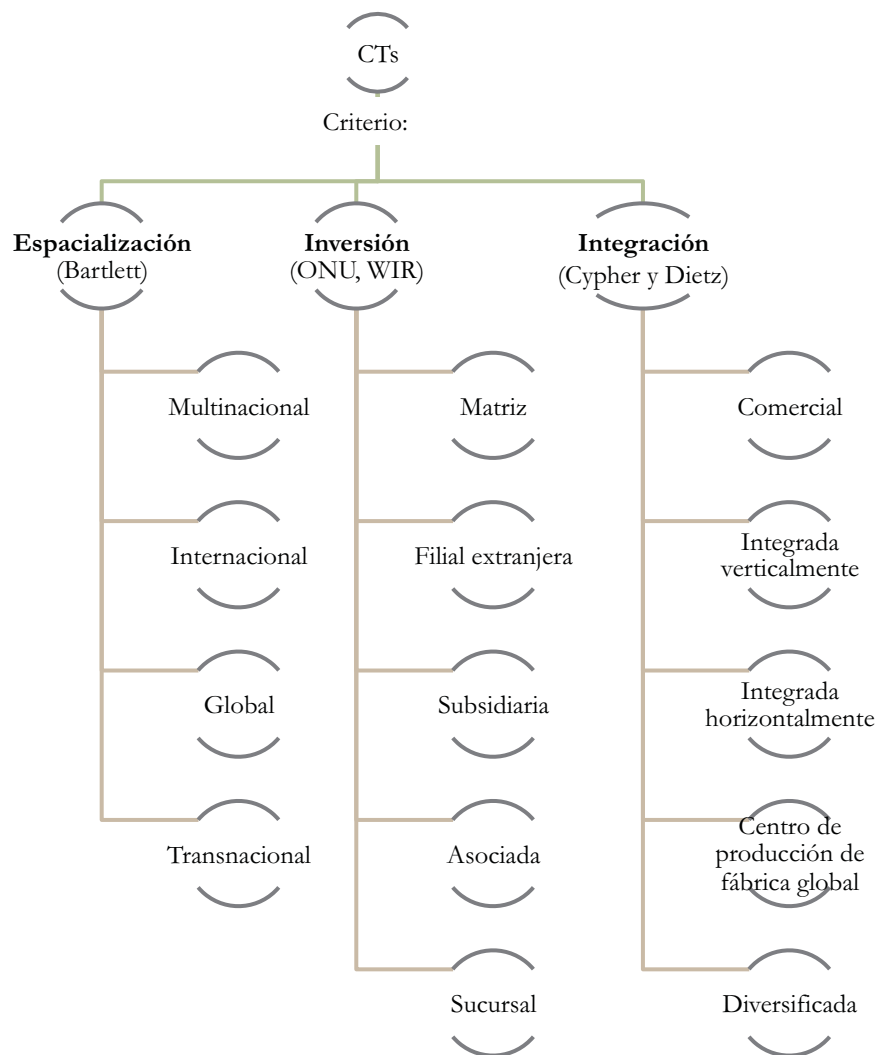 CTs
Criterio:
Espacialización
(Bartlett)
Multinacional
Internacional
Global
Transnacional
Inversión
(ONU, WIR)
Matriz
Filial extranjera
Subsidiaria
Asociada
Sucursal
Integración
(Cypher y Dietz)
Comercial
Integrada
verticalmente
Integrada
horizontalmente
Centro de
producción de
fábrica global
Diversificada